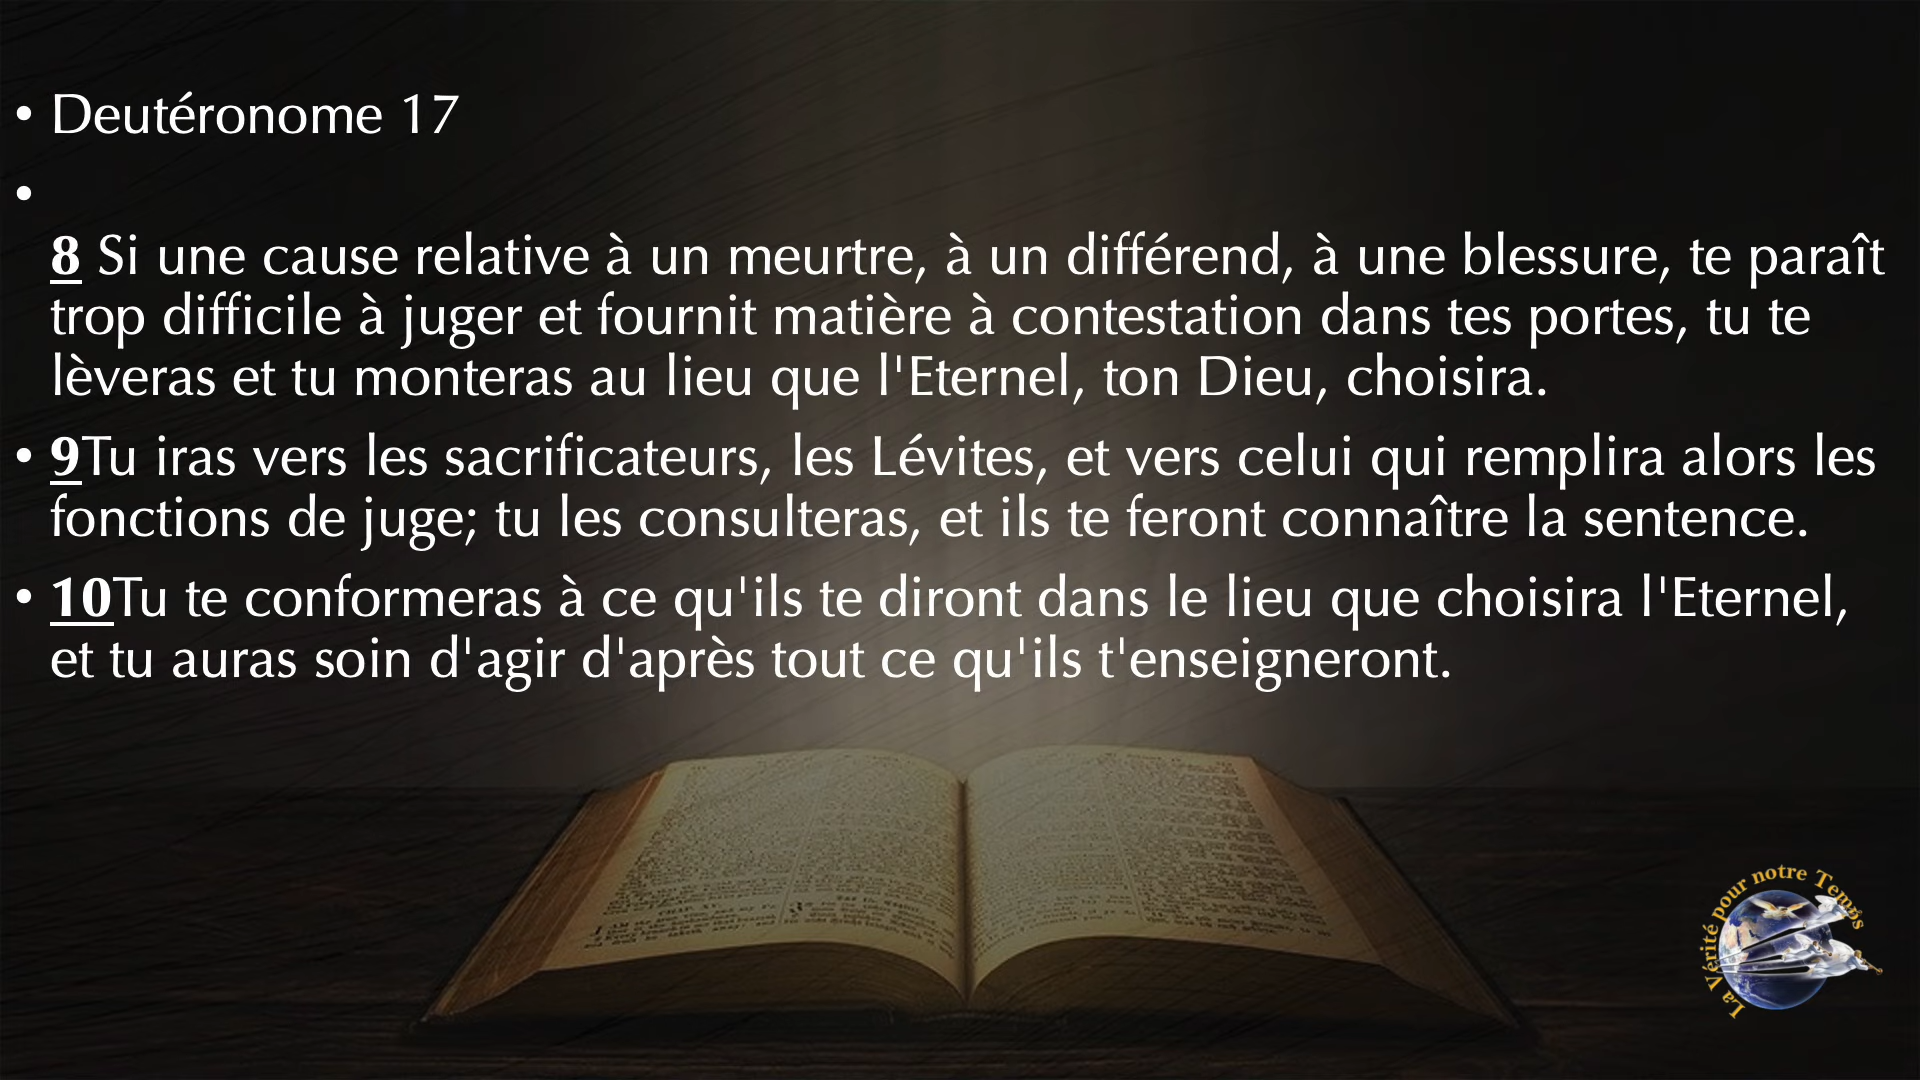 • Deutéronome 17
•
8 Si une cause relative à un meurtre, à un différend, à une blessure, te paraît
trop difficile à juger et fournit matière à contestation dans tes portes, tu te
lèveras et tu monteras au lieu que l'Eternel, ton Dieu, choisira.
• 9Tu iras vers les sacrificateurs, les Lévites, et vers celui qui remplira alors les
fonctions de juge; tu les consulteras, et ils te feront connaître la sentence.
• 10Tu te conformeras à ce qu'ils te diront dans le lieu que choisira l'Eternel,
et tu auras soin d'agir d'après tout ce qu'ils t'enseigneront.
La Vérité pour notre Temps